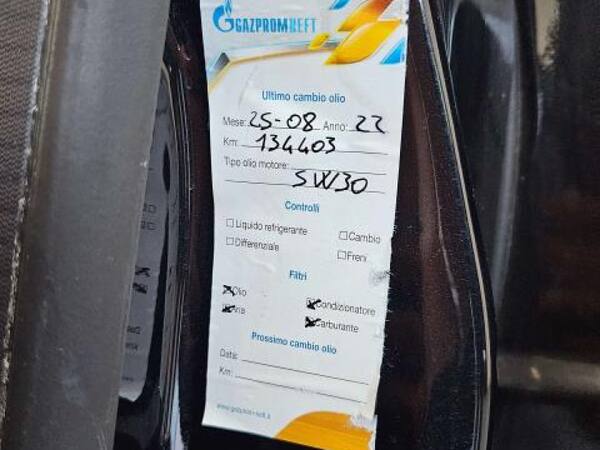 GAZPROMNEFT
Ultimo cambio olio
Mese: 25-08 Anno: 22
Km: 134403
Tipo olio motore:
5W30
Controlli
Liquido refrigerante Cambio
Differenziale Freni
Filtri
Olio Condizionatore
Aria Carburante
Prossimo cambio olio
Data:
Km:
www.gazprom-neft.it